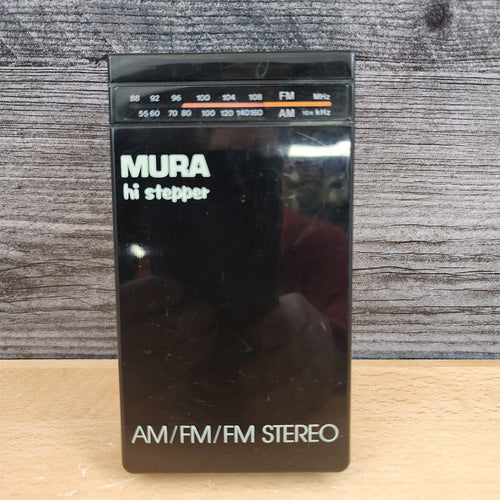 88 92 96 100 104 108 FM MHz
55 60 70 80 100 120 140 160 AM 10x kHz
MURA
hi stepper
AM/FM/FM STEREO